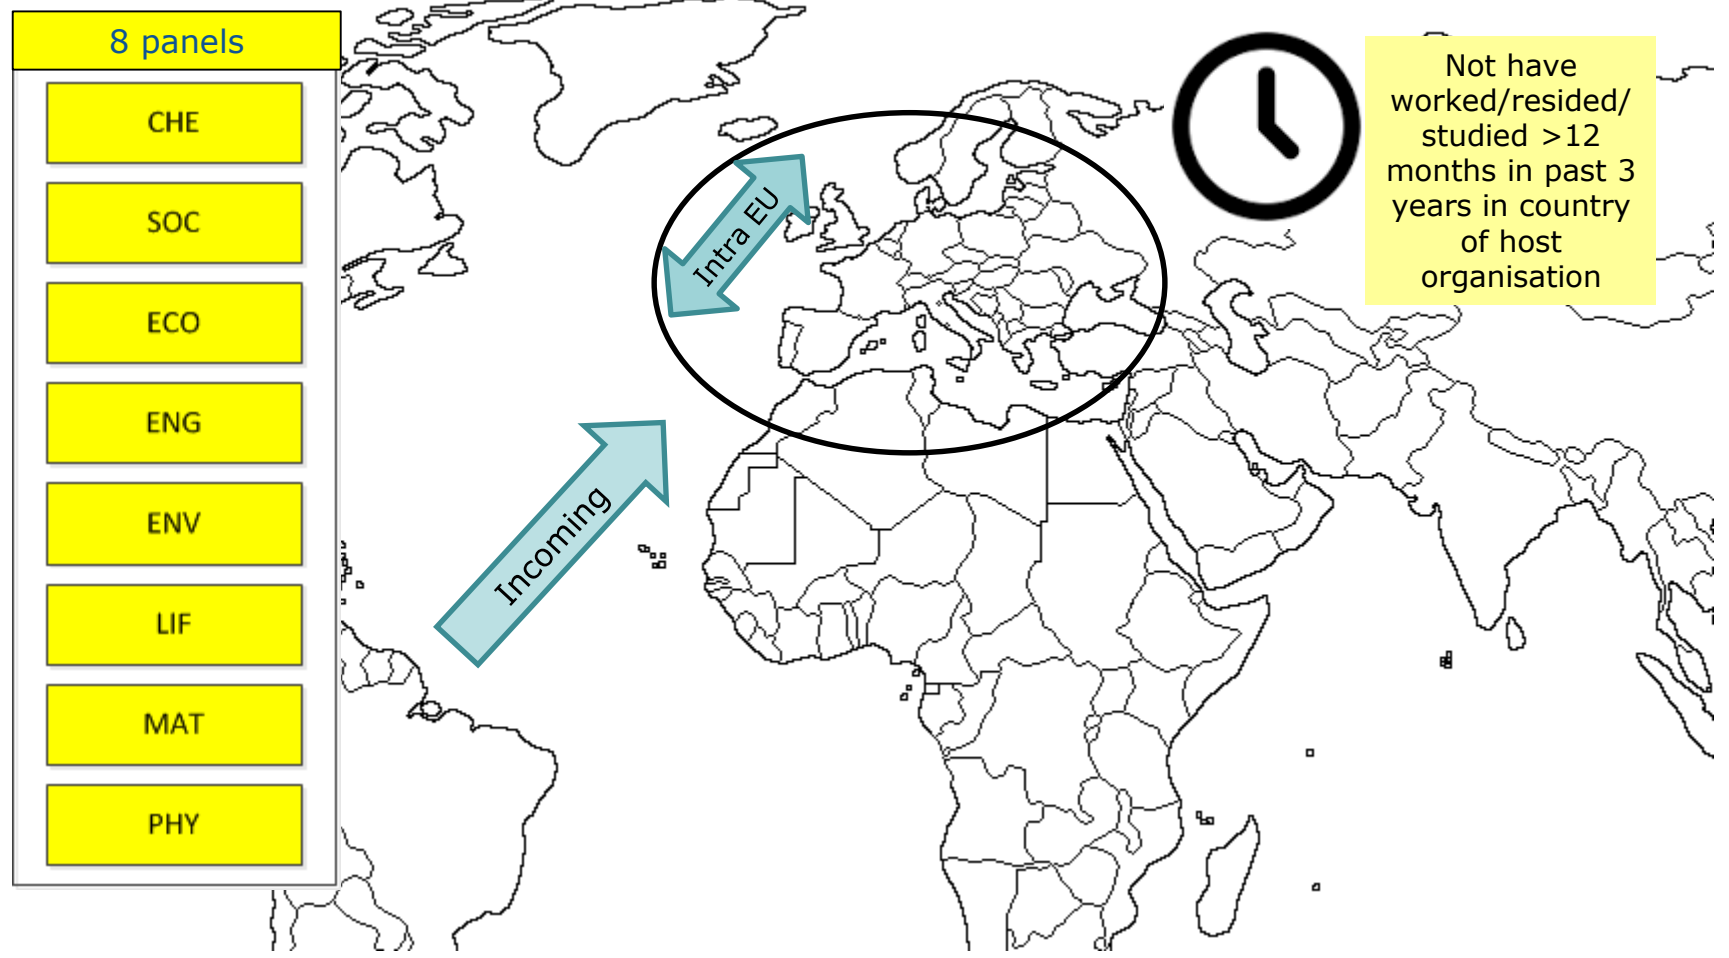 8 panels
CHE
SOC
ECO
ENG
ENV
LIF
MAT
PHY
Intra EU
Incoming
Not have
worked/resided/
studied >12
months in past 3
years in country
of host
organisation